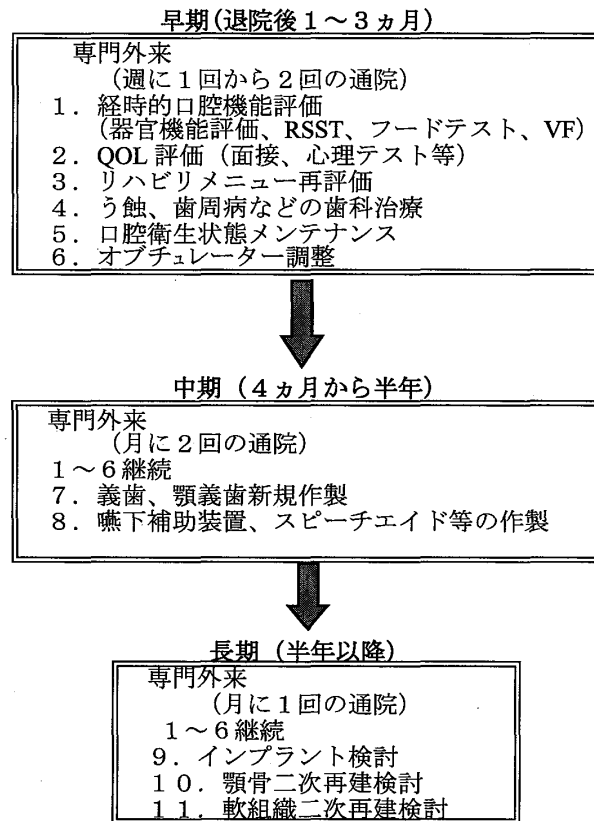 早期(退院後1～3ヵ月)
専門外来
(週に1回から2回の通院)
1．経時的口腔機能評価
(器官機能評価、RSST、フードテスト、VF)
2．QOL 評価（面接、心理テスト等）
3．リハビリメニュー再評価
4．う蝕、歯周病などの歯科治療
5．口腔衛生状態メンテナンス
6．オブチュレーター調整
中期（4ヵ月から半年）
専門外来
(月に2回の通院)
1～6継続
7．義歯、顎義歯新規作製
8．嚥下補助装置、スピーチエイド等の作製
長期（半年以降）
専門外来
(月に1回の通院)
1～6継続
9．インプラント検討
10．顎骨二次再建検討
11．軟組織二次再建検討